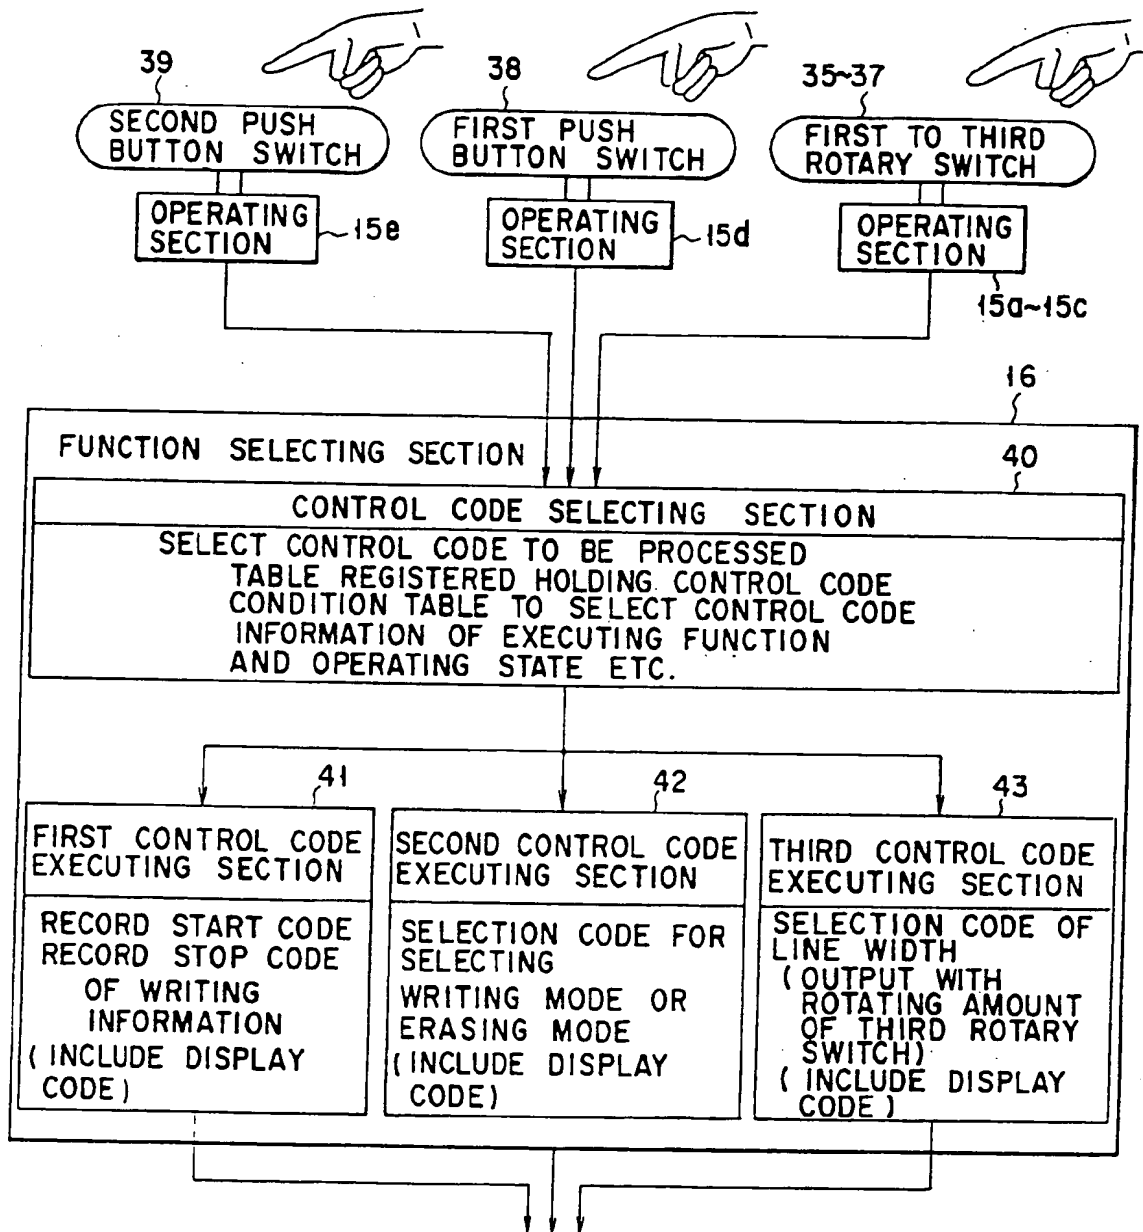 39
SECOND PUSH
BUTTON SWITCH
38
FIRST PUSH
BUTTON SWITCH
35~37
FIRST TO THIRD
ROTARY SWITCH
OPERATING
SECTION
15e
OPERATING
SECTION
15d
OPERATING
SECTION
15a~15c
16
FUNCTION SELECTING SECTION
40
CONTROL CODE SELECTING SECTION
SELECT CONTROL CODE TO BE PROCESSED
TABLE REGISTERED HOLDING CONTROL CODE
CONDITION TABLE TO SELECT CONTROL CODE
INFORMATION OF EXECUTING FUNCTION
AND OPERATING STATE ETC.
41
FIRST CONTROL CODE
EXECUTING SECTION
RECORD START CODE
RECORD STOP CODE
OF WRITING
INFORMATION
(INCLUDE DISPLAY
CODE)
42
SECOND CONTROL CODE
EXECUTING SECTION
SELECTION CODE FOR
SELECTING
WRITING MODE OR
ERASING MODE
(INCLUDE DISPLAY
CODE)
43
THIRD CONTROL CODE
EXECUTING SECTION
SELECTION CODE OF
LINE WIDTH
(OUTPUT WITH
ROTATING AMOUNT
OF THIRD ROTARY
SWITCH)
(INCLUDE DISPLAY
CODE)